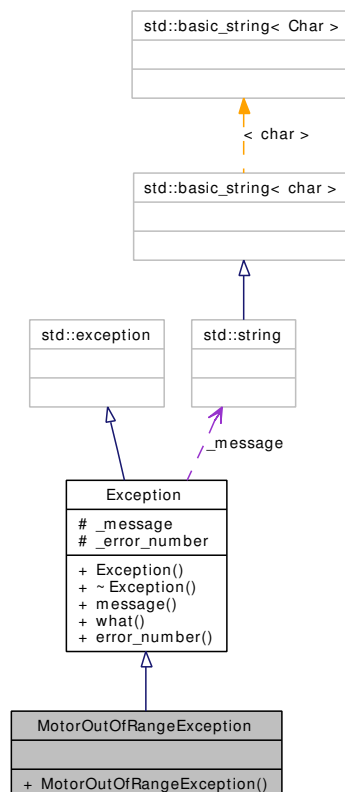 std::basic_string< Char >
< char >
std::basic_string< char >
std::exception
std::string
_message
Exception
# _message
# _error_number
+ Exception()
+ ~Exception()
+ message()
+ what()
+ error_number()
MotorOutOfRangeException
+ MotorOutOfRangeException()